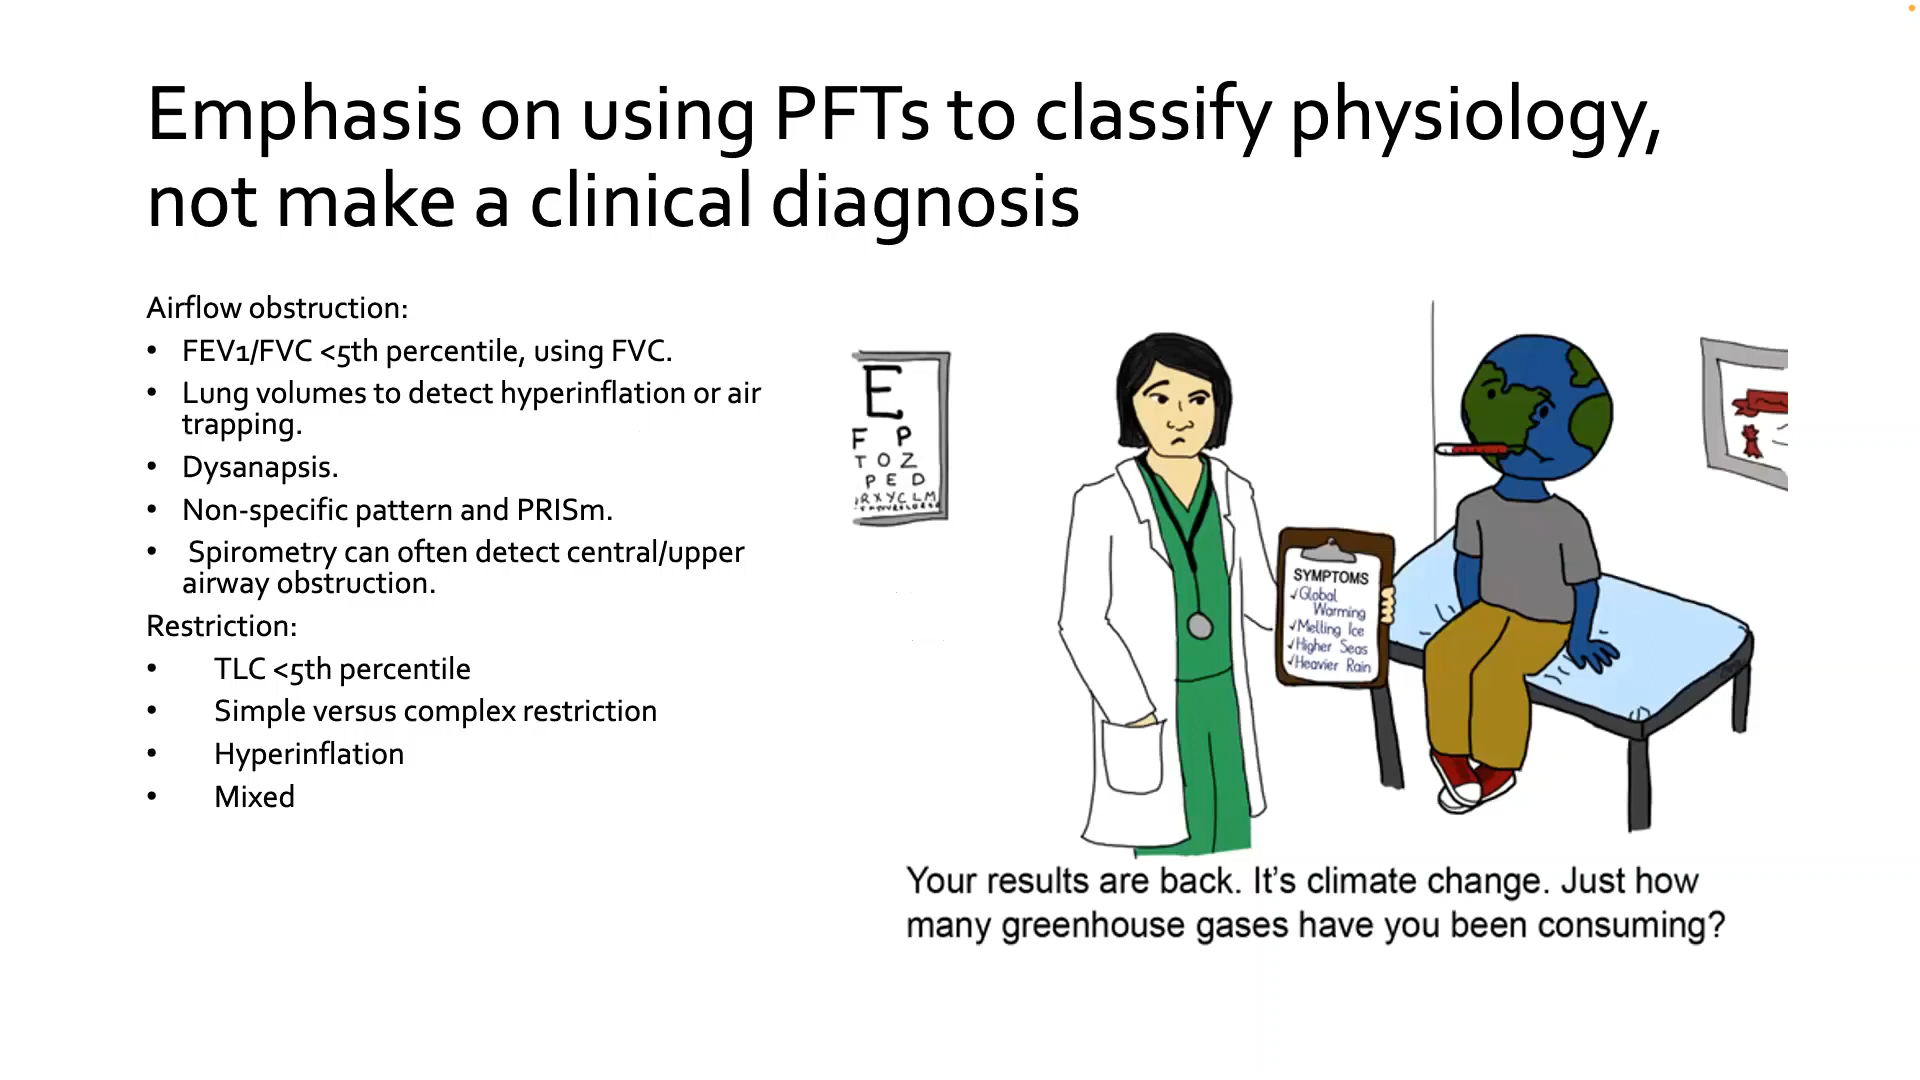 Emphasis on using PFTs to classify physiology,
not make a clinical diagnosis
Airflow obstruction:
• FEV1/FVC <5th percentile, using FVC.
• Lung volumes to detect hyperinflation or air
trapping.
• Dysanapsis.
• Non-specific pattern and PRISm.
• Spirometry can often detect central/upper
airway obstruction.
Restriction:
• TLC <5th percentile
• Simple versus complex restriction
• Hyperinflation
• Mixed
E
F P
T O Z
P E D
SYMPTOMS
✓Global
Warming
✓Melting Ice
✓Higher Seas
✓Heavier Rain
Your results are back. It's climate change. Just how
many greenhouse gases have you been consuming?